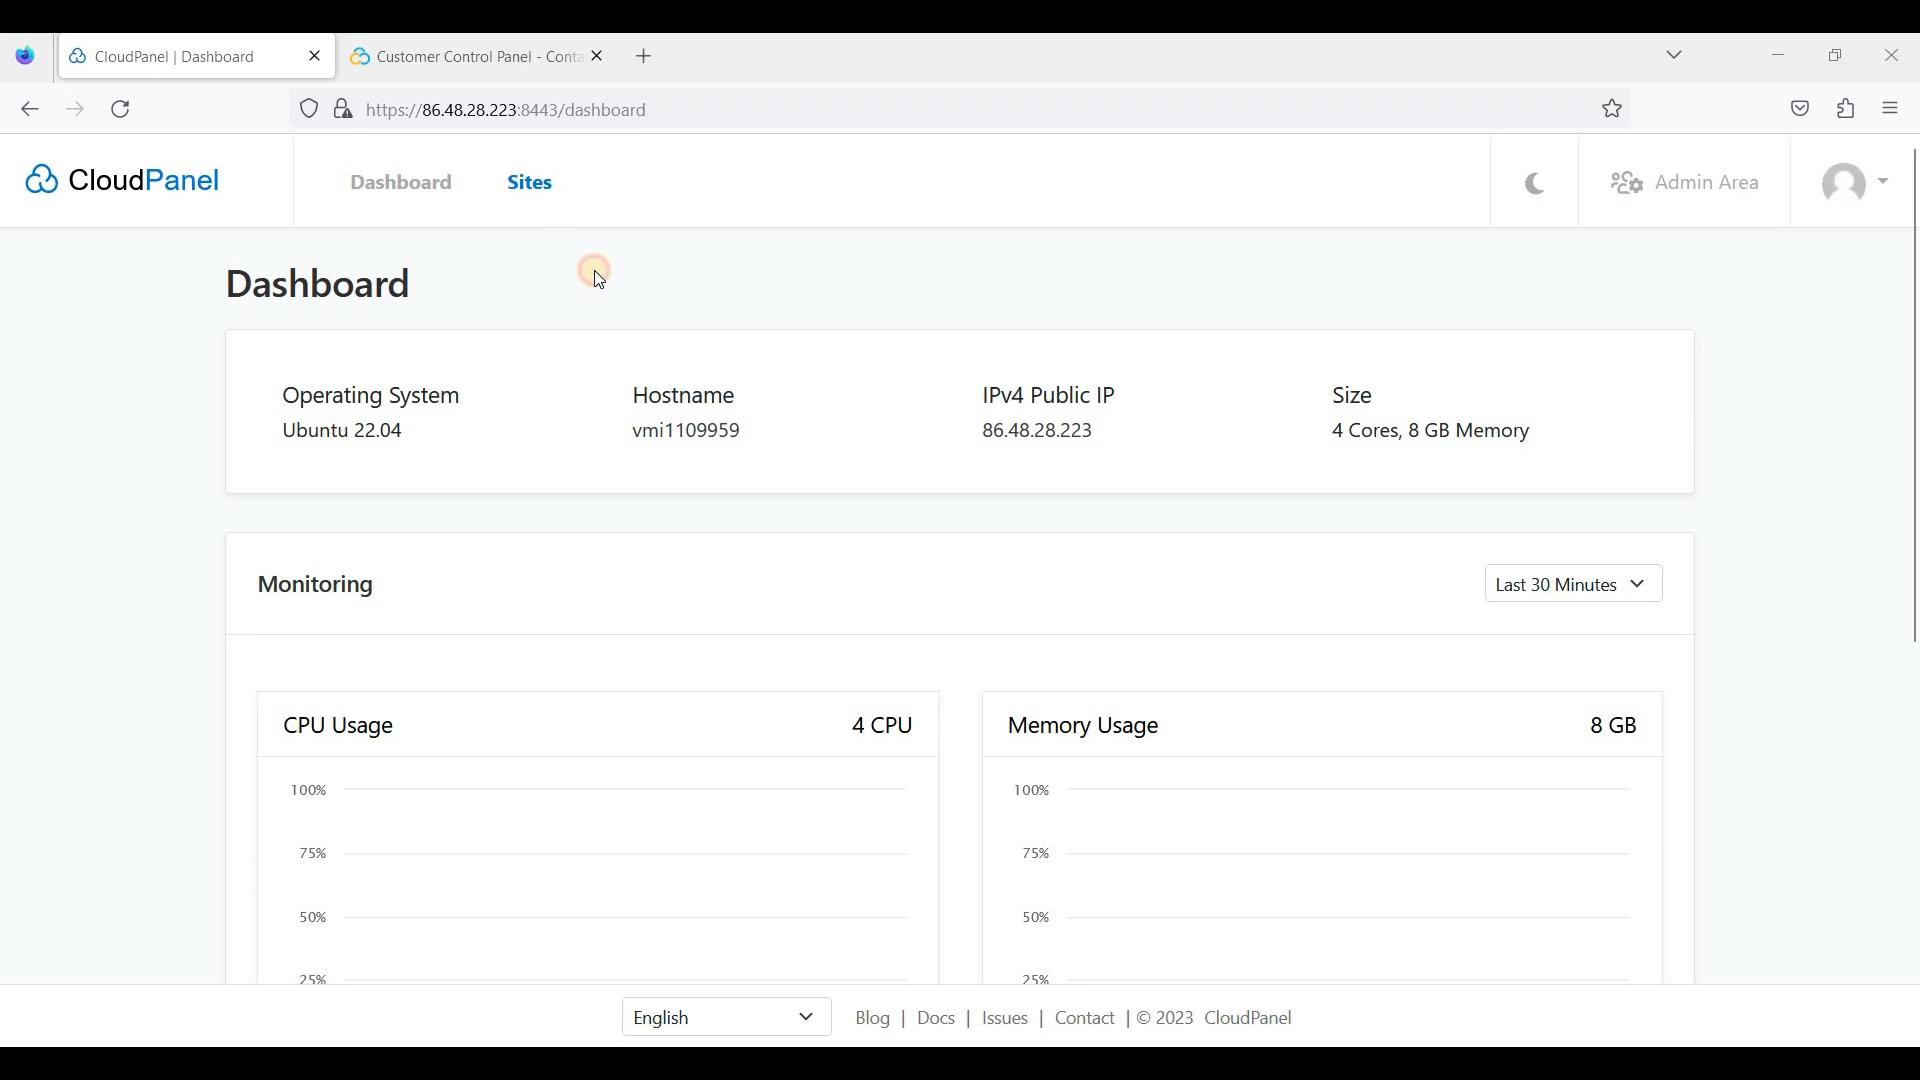 CloudPanel | Dashboard
Customer Control Panel - Conta
https://86.48.28.223:8443/dashboard
CloudPanel
Dashboard
Sites
Admin Area
Dashboard
Operating System
Hostname
IPv4 Public IP
Size
Ubuntu 22.04
vmi1109959
86.48.28.223
4 Cores, 8 GB Memory
Monitoring
Last 30 Minutes
CPU Usage
4 CPU
Memory Usage
8 GB
100%
75%
50%
25%
100%
75%
50%
25%
English
Blog | Docs | Issues | Contact | © 2023 CloudPanel